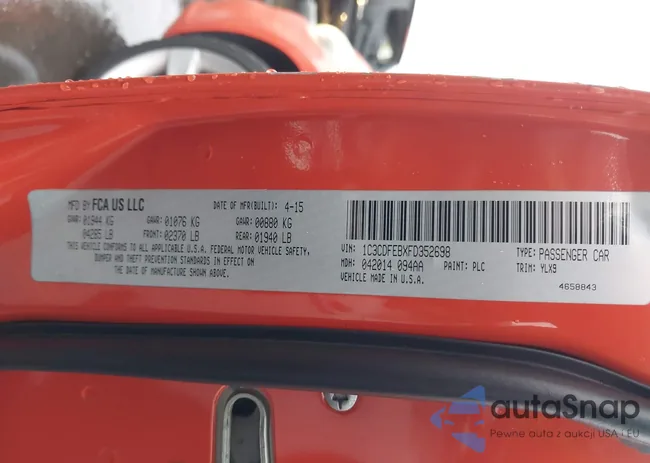 MFD BY FCA US LLC DATE OF MFR(BUILT): 4-15
GVWR: 01944 KG GAWR: 01076 KG GAWR: 00880 KG
04285 LB FRONT: 02370 LB REAR: 01940 LB
THIS VEHICLE CONFORMS TO ALL APPLICABLE U.S.A. FEDERAL MOTOR VEHICLE SAFETY,
BUMPER AND THEFT PREVENTION STANDARDS IN EFFECT ON
THE DATE OF MANUFACTURE SHOWN ABOVE.
VIN: 1C3CDFEBXFD352698 TYPE: PASSENGER CAR
MDH: 042014 094AA PAINT: PLC TRIM: YLX9
VEHICLE MADE IN U.S.A.
4658843
autaSnap
Pewne auta z aukcji USA i EU